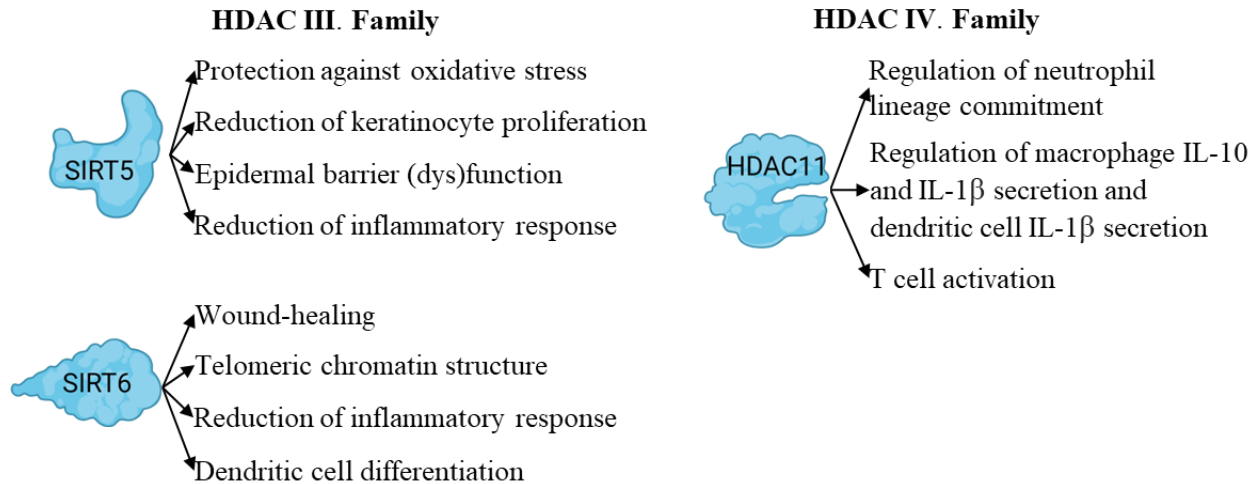 HDAC III. Family
SIRT5
Protection against oxidative stress
Reduction of keratinocyte proliferation
Epidermal barrier (dys)function
Reduction of inflammatory response
SIRT6
Wound-healing
Telomeric chromatin structure
Reduction of inflammatory response
Dendritic cell differentiation
HDAC IV. Family
HDAC11
Regulation of neutrophil
lineage commitment
Regulation of macrophage IL-10
and IL-1β secretion and
dendritic cell IL-1β secretion
T cell activation